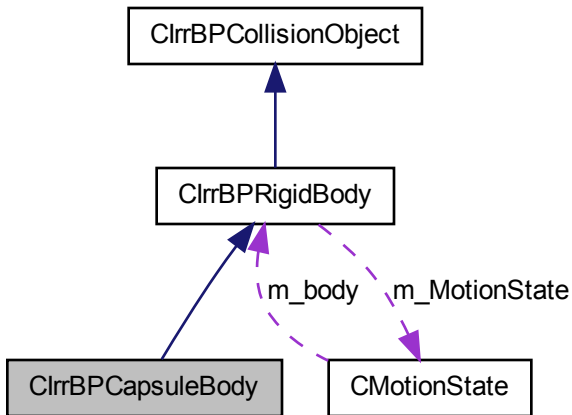 CIrrBPCollisionObject
CIrrBPRigidBody
m_body
m_MotionState
CIrrBPCapsuleBody
CMotionState